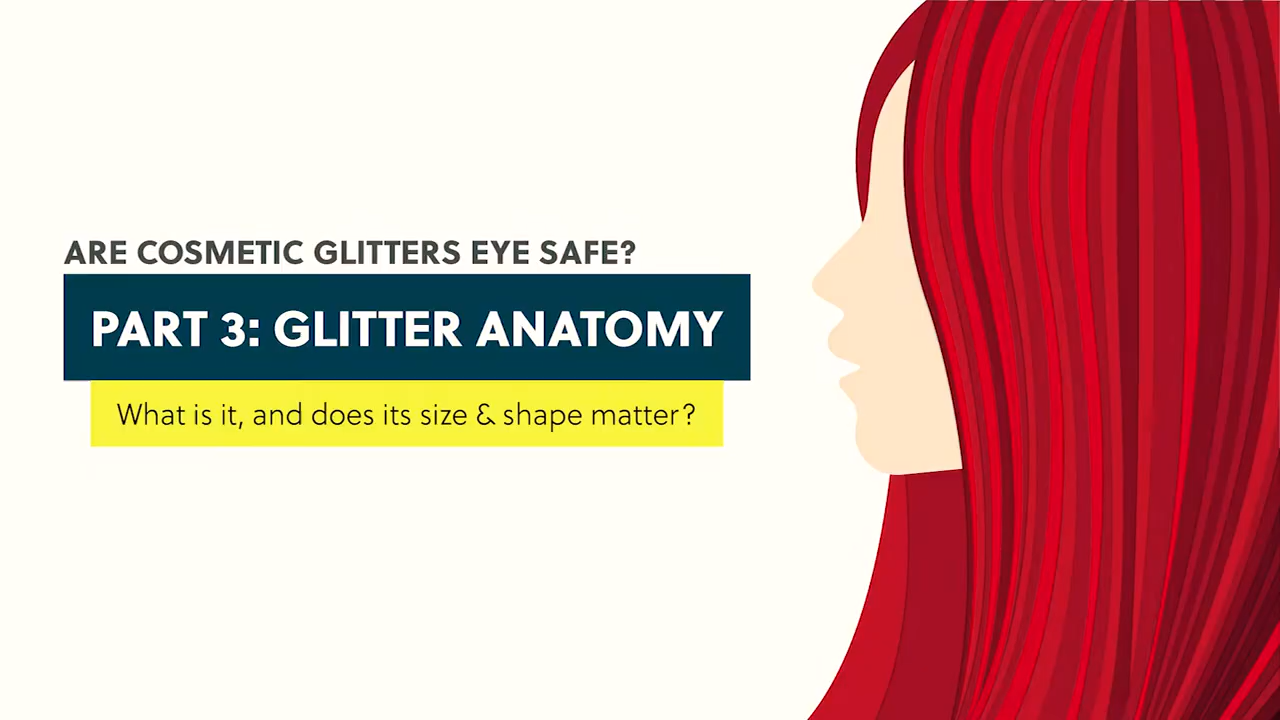 ARE COSMETIC GLITTERS EYE SAFE?
PART 3: GLITTER ANATOMY
What is it, and does its size & shape matter?